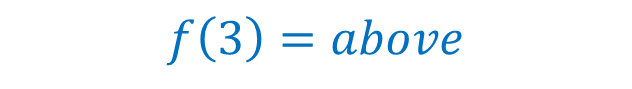 f(3) = above